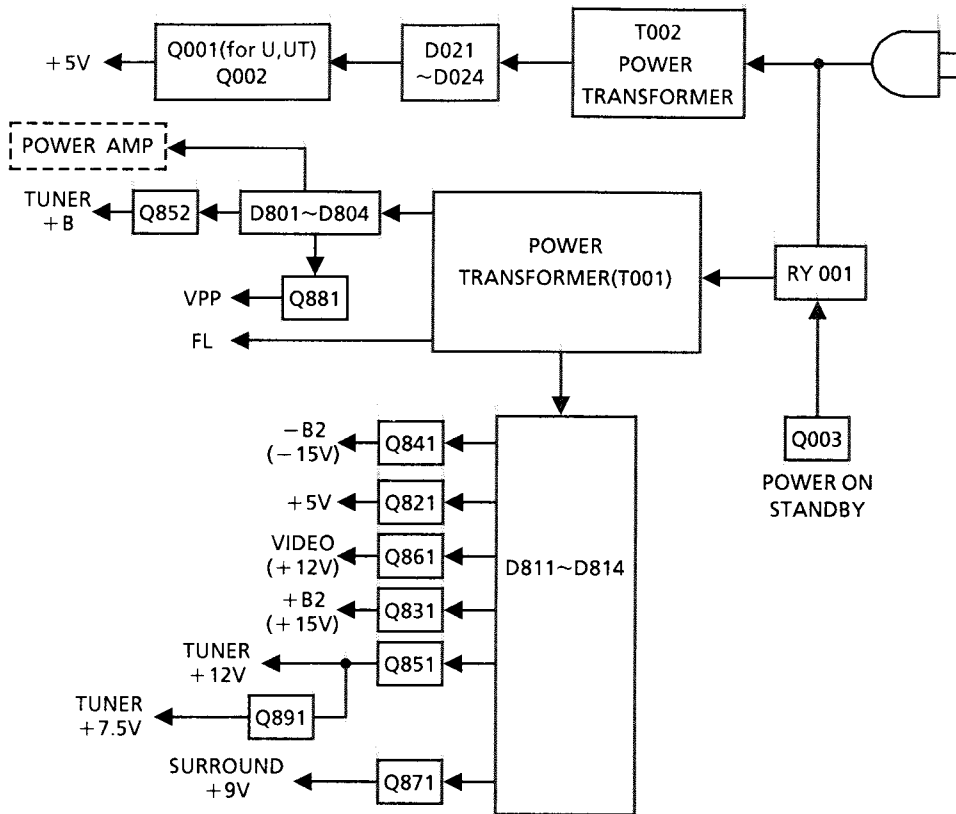 +5V
Q001(for U,UT)
Q002
D021
~D024
T002
POWER
TRANSFORMER
POWER AMP
TUNER
+B
Q852
D801~D804
VPP
Q881
FL
POWER
TRANSFORMER(T001)
RY 001
Q003
POWER ON
STANDBY
-B2
(-15V)
Q841
+5V
Q821
VIDEO
(+12V)
Q861
+B2
(+15V)
Q831
TUNER
+12V
Q851
TUNER
+7.5V
Q891
SURROUND
+9V
Q871
D811~D814